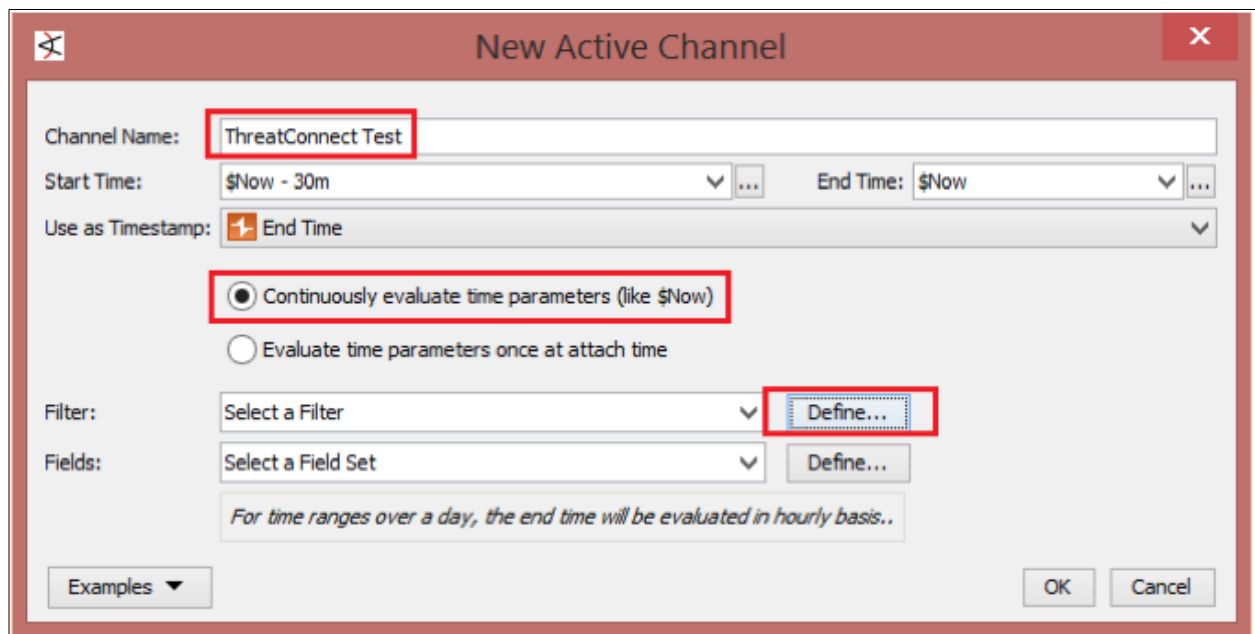 New Active Channel
Channel Name: ThreatConnect Test
Start Time: $Now - 30m ... End Time: $Now ...
Use as Timestamp: End Time
Continuously evaluate time parameters (like $Now)
Evaluate time parameters once at attach time
Filter: Select a Filter Define...
Fields: Select a Field Set Define...
For time ranges over a day, the end time will be evaluated in hourly basis..
Examples OK Cancel